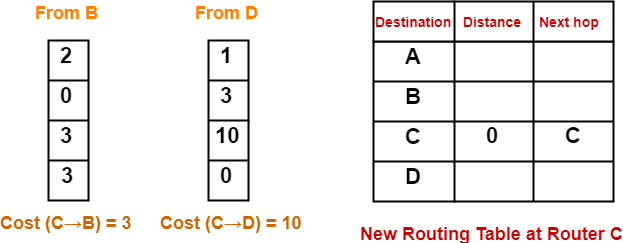 From B
From D
2
0
3
3
1
3
10
0
Cost (C→B) = 3
Cost (C→D) = 10
Destination Distance Next hop
A
B
C 0 C
D
New Routing Table at Router C